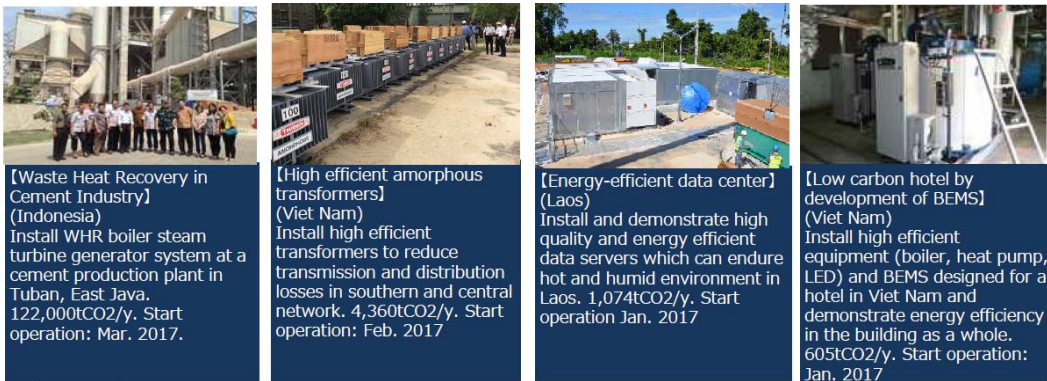 100
【Waste Heat Recovery in
Cement Industry】
(Indonesia)
Install WHR boiler steam
turbine generator system at a
cement production plant in
Tuban, East Java.
122,000tCO2/y. Start
operation: Mar. 2017.
【High efficient amorphous
transformers】
(Viet Nam)
Install high efficient
transformers to reduce
transmission and distribution
losses in southern and central
network. 4,360tCO2/y. Start
operation: Feb. 2017
【Energy-efficient data center】
(Laos)
Install and demonstrate high
quality and energy efficient
data servers which can endure
hot and humid environment in
Laos. 1,074tCO2/y. Start
operation Jan. 2017
【Low carbon hotel by
development of BEMS】
(Viet Nam)
Install high efficient
equipment (boiler, heat pump,
LED) and BEMS designed for a
hotel in Viet Nam and
demonstrate energy efficiency
in the building as a whole.
605tCO2/y. Start operation:
Jan. 2017